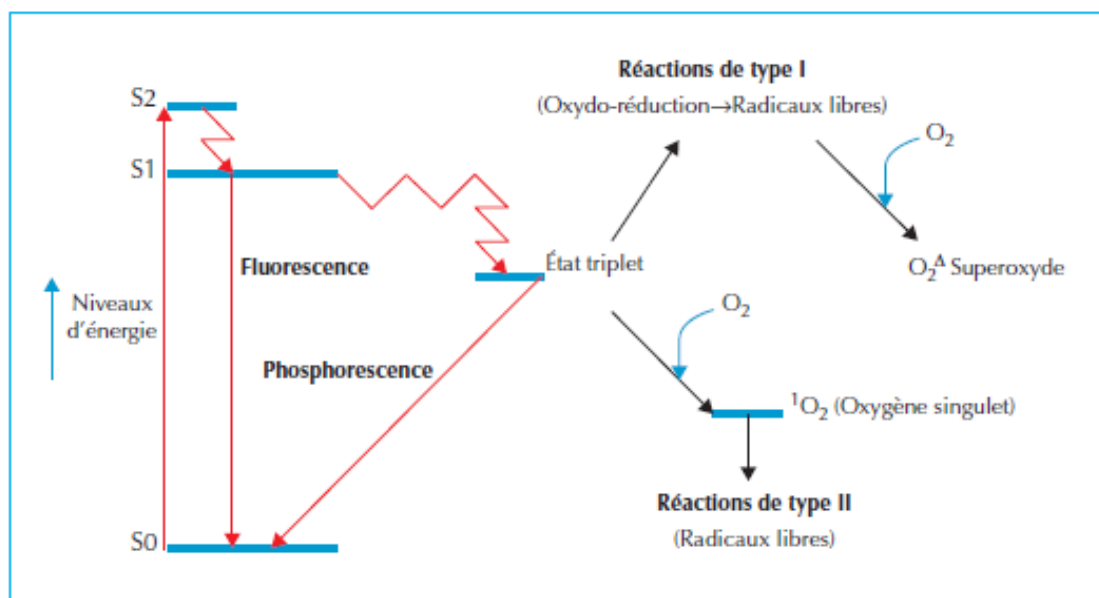 S2
S1
Fluorescence
Niveaux
d'énergie
Phosphorescence
S0
État triplet
Réactions de type I
(Oxydo-réduction→Radicaux libres)
O₂
O₂^Δ Superoxyde
O₂
¹O₂ (Oxygène singulet)
Réactions de type II
(Radicaux libres)